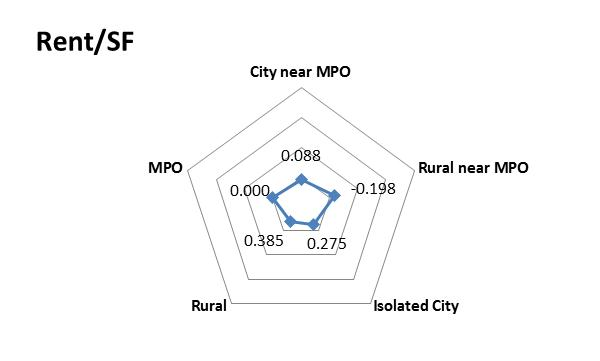 Rent/SF
City near MPO
0.088
MPO
Rural near MPO
0.000
-0.198
0.385
0.275
Rural
Isolated City